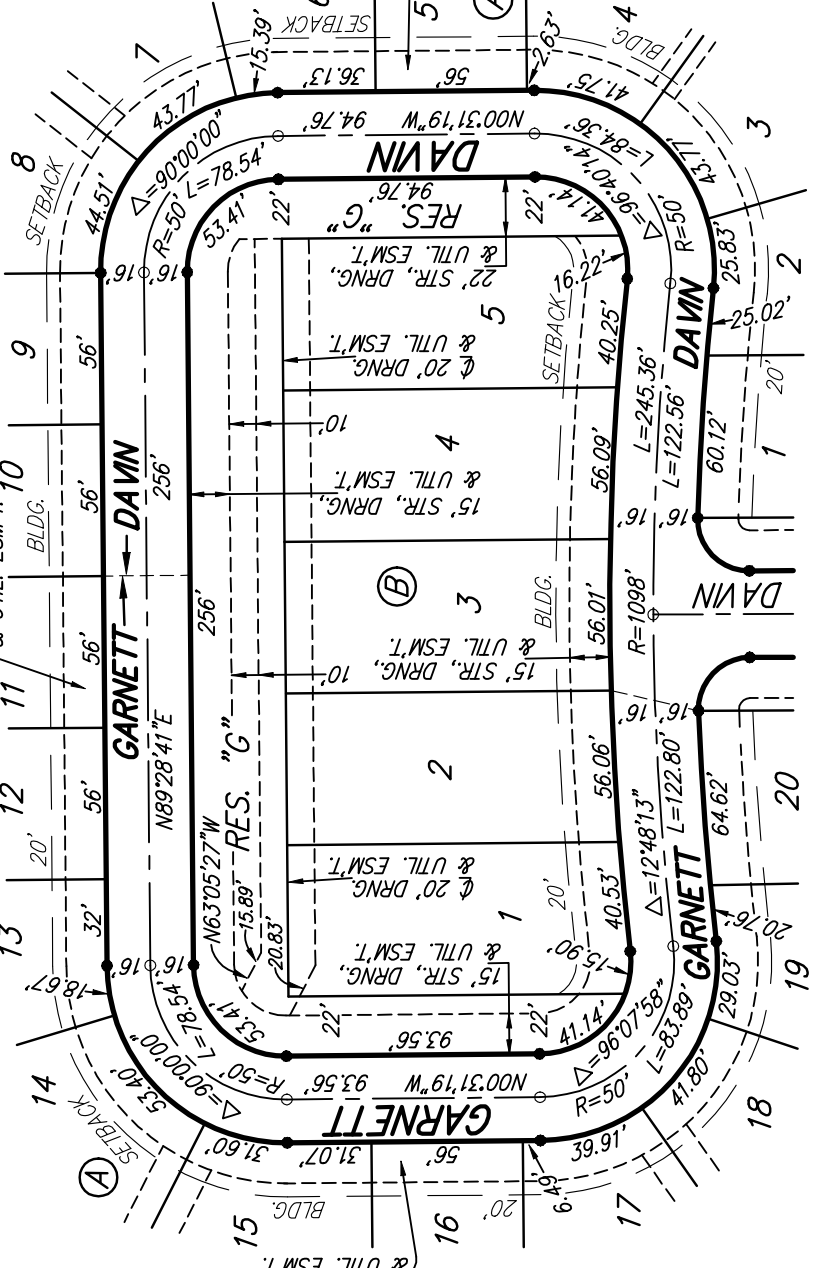 SETBACK
5
A
4
BLDG.
7
15.39'
36.13'
56'
2.63'
41.75'
3
43.77'
43.77'
8
SETBACK
44.51'
Δ=90°00'00"
R=50'
L=78.54'
53.41'
94.76'
N00°31'19"W
DAVIN
94.76
22'
22'
RES. "G"
41.14'
L=84.36'
Δ=96°40'14"
R=50'
25.83'
2
16'
16'
22' STR., DRNG.,
& UTIL. ESM'T.
5
16.22'
40.25'
SETBACK
DAVIN
25.02'
20'
1
9
56'
℄ 20' DRNG.
& UTIL ESM'T.
L=245.36'
L=122.56'
60.12'
10
BLDG.
56'
DAVIN
256'
10'
4
15' STR., DRNG.,
& UTIL. ESM'T.
56.09'
16'
16'
DAVIN
R=1098'
11
56'
GARNETT
256'
B
3
BLDG.
56.01'
15' STR., DRNG.,
& UTIL. ESM'T.
10'
16'
16'
12
20'
56'
N89°28'41"E
RES. "G"
2
56.06'
Δ=12°48'13"
L=122.80'
64.62'
20
13
32'
N63°05'27"W
15.89'
20.83'
℄ 20' DRNG.
& UTIL ESM'T.
1
20'
40.53'
GARNETT
20.76'
19
18.67'
16'
16'
15' STR., DRNG.,
& UTIL. ESM'T.
15.90'
29.03'
14
53.40'
Δ=90°00'00"
L=78.54'
R=50'
53.41'
22'
93.56'
22'
41.14'
Δ=96°07'58"
L=83.89'
R=50'
41.80'
18
SETBACK
A
93.56'
N00°31'19"W
GARNETT
31.60'
31.07'
56'
6.49'
39.91'
17
15
BLDG.
16
20'
& UTIL ESM'T.